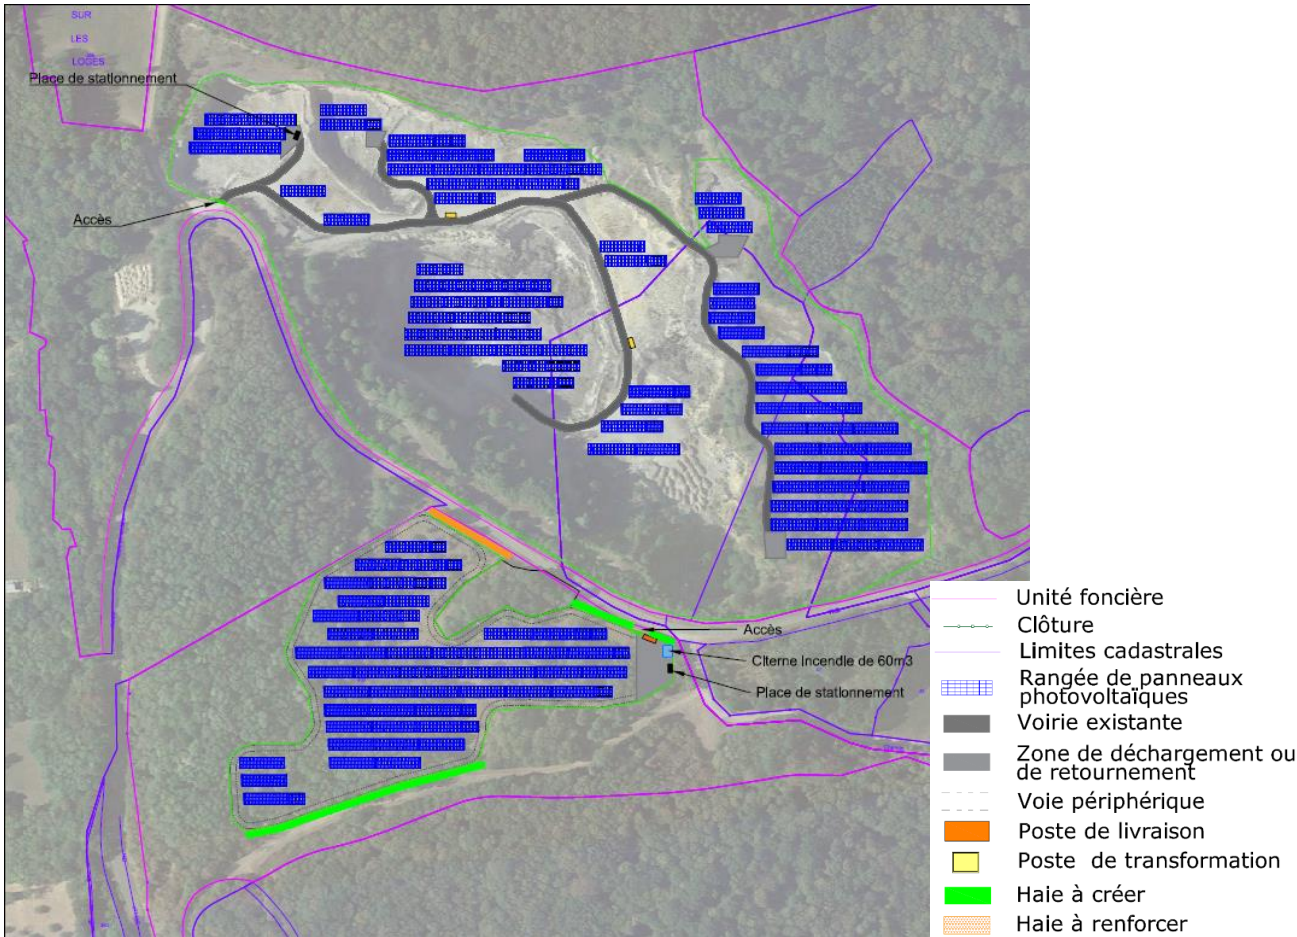 SUR
LES
LOGES
Place de stationnement
Accès
Accès
Citerne incendie de 60m3
Place de stationnement
Unité foncière
Clôture
Limites cadastrales
Rangée de panneaux
photovoltaïques
Voirie existante
Zone de déchargement ou
de retournement
Voie périphérique
Poste de livraison
Poste de transformation
Haie à créer
Haie à renforcer